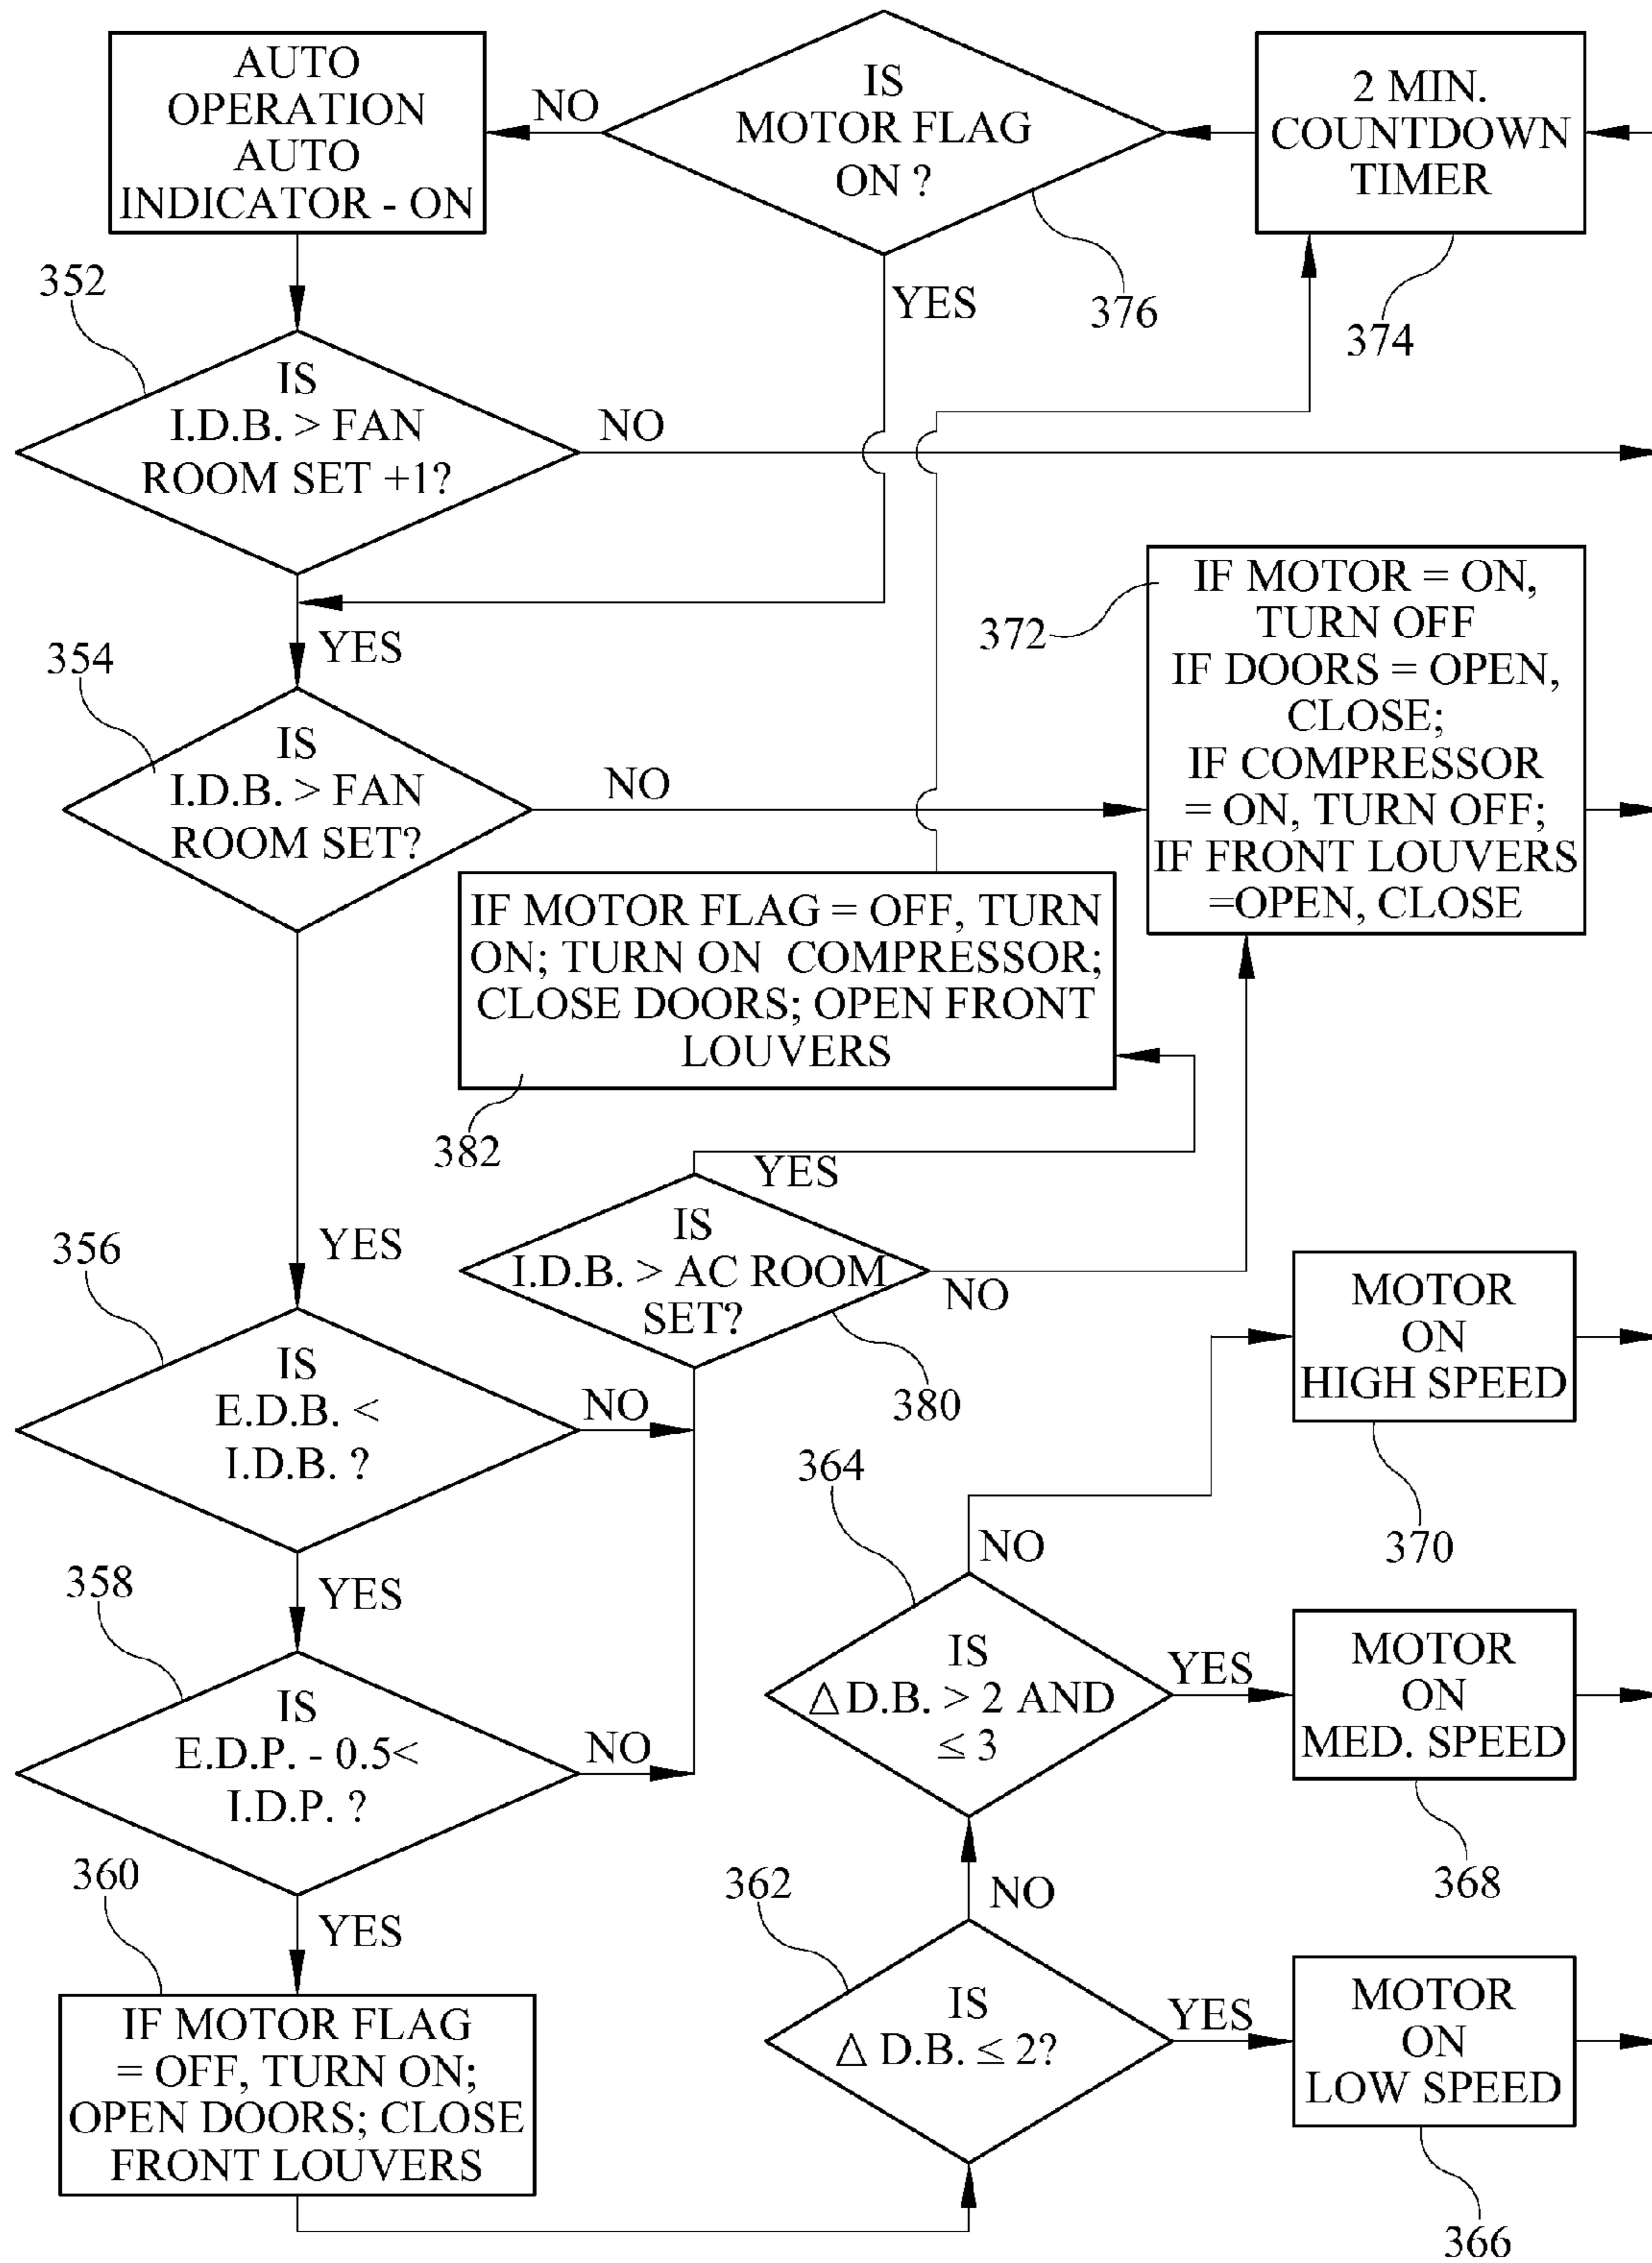 AUTO
OPERATION
AUTO
INDICATOR - ON
NO
IS
MOTOR FLAG
ON ?
2 MIN.
COUNTDOWN
TIMER
352
YES
376
374
IS
I.D.B. > FAN
ROOM SET +1?
NO
YES
354
IS
I.D.B. > FAN
ROOM SET?
NO
372
IF MOTOR = ON,
TURN OFF
IF DOORS = OPEN,
CLOSE;
IF COMPRESSOR
= ON, TURN OFF;
IF FRONT LOUVERS
=OPEN, CLOSE
IF MOTOR FLAG = OFF, TURN
ON; TURN ON COMPRESSOR;
CLOSE DOORS; OPEN FRONT
LOUVERS
382
YES
YES
IS
I.D.B. > AC ROOM
SET?
NO
380
356
IS
E.D.B. <
I.D.B. ?
NO
YES
MOTOR
ON
HIGH SPEED
370
364
NO
358
IS
E.D.P. - 0.5<
I.D.P. ?
NO
YES
IS
△ D.B. > 2 AND
≤ 3
YES
MOTOR
ON
MED. SPEED
368
360
IF MOTOR FLAG
= OFF, TURN ON;
OPEN DOORS; CLOSE
FRONT LOUVERS
362
NO
IS
△ D.B. ≤ 2?
YES
MOTOR
ON
LOW SPEED
366